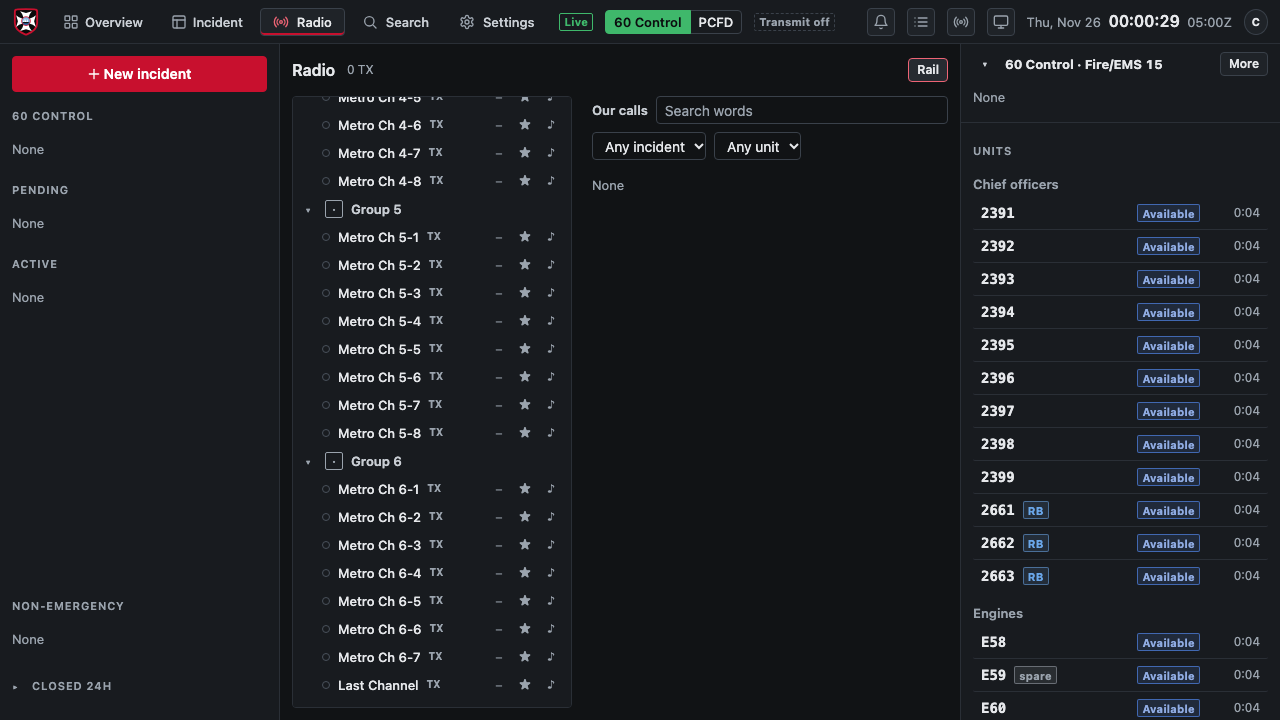 Overview
Incident
Radio
Search
Settings
Live
60 Control
PCFD
Transmit off
Thu, Nov 26 00:00:29 05:00Z
C
+ New incident
60 CONTROL
None
PENDING
None
ACTIVE
None
NON-EMERGENCY
None
CLOSED 24H
Radio 0 TX
Rail
Metro Ch 4-5 TX –
Metro Ch 4-6 TX –
Metro Ch 4-7 TX –
Metro Ch 4-8 TX –
Group 5
Metro Ch 5-1 TX –
Metro Ch 5-2 TX –
Metro Ch 5-3 TX –
Metro Ch 5-4 TX –
Metro Ch 5-5 TX –
Metro Ch 5-6 TX –
Metro Ch 5-7 TX –
Metro Ch 5-8 TX –
Group 6
Metro Ch 6-1 TX –
Metro Ch 6-2 TX –
Metro Ch 6-3 TX –
Metro Ch 6-4 TX –
Metro Ch 6-5 TX –
Metro Ch 6-6 TX –
Metro Ch 6-7 TX –
Last Channel TX –
Our calls Search words
Any incident Any unit
None
60 Control · Fire/EMS 15 More
None
UNITS
Chief officers
2391 Available 0:04
2392 Available 0:04
2393 Available 0:04
2394 Available 0:04
2395 Available 0:04
2396 Available 0:04
2397 Available 0:04
2398 Available 0:04
2399 Available 0:04
2661 RB Available 0:04
2662 RB Available 0:04
2663 RB Available 0:04
Engines
E58 Available 0:04
E59 spare Available 0:04
E60 Available 0:04